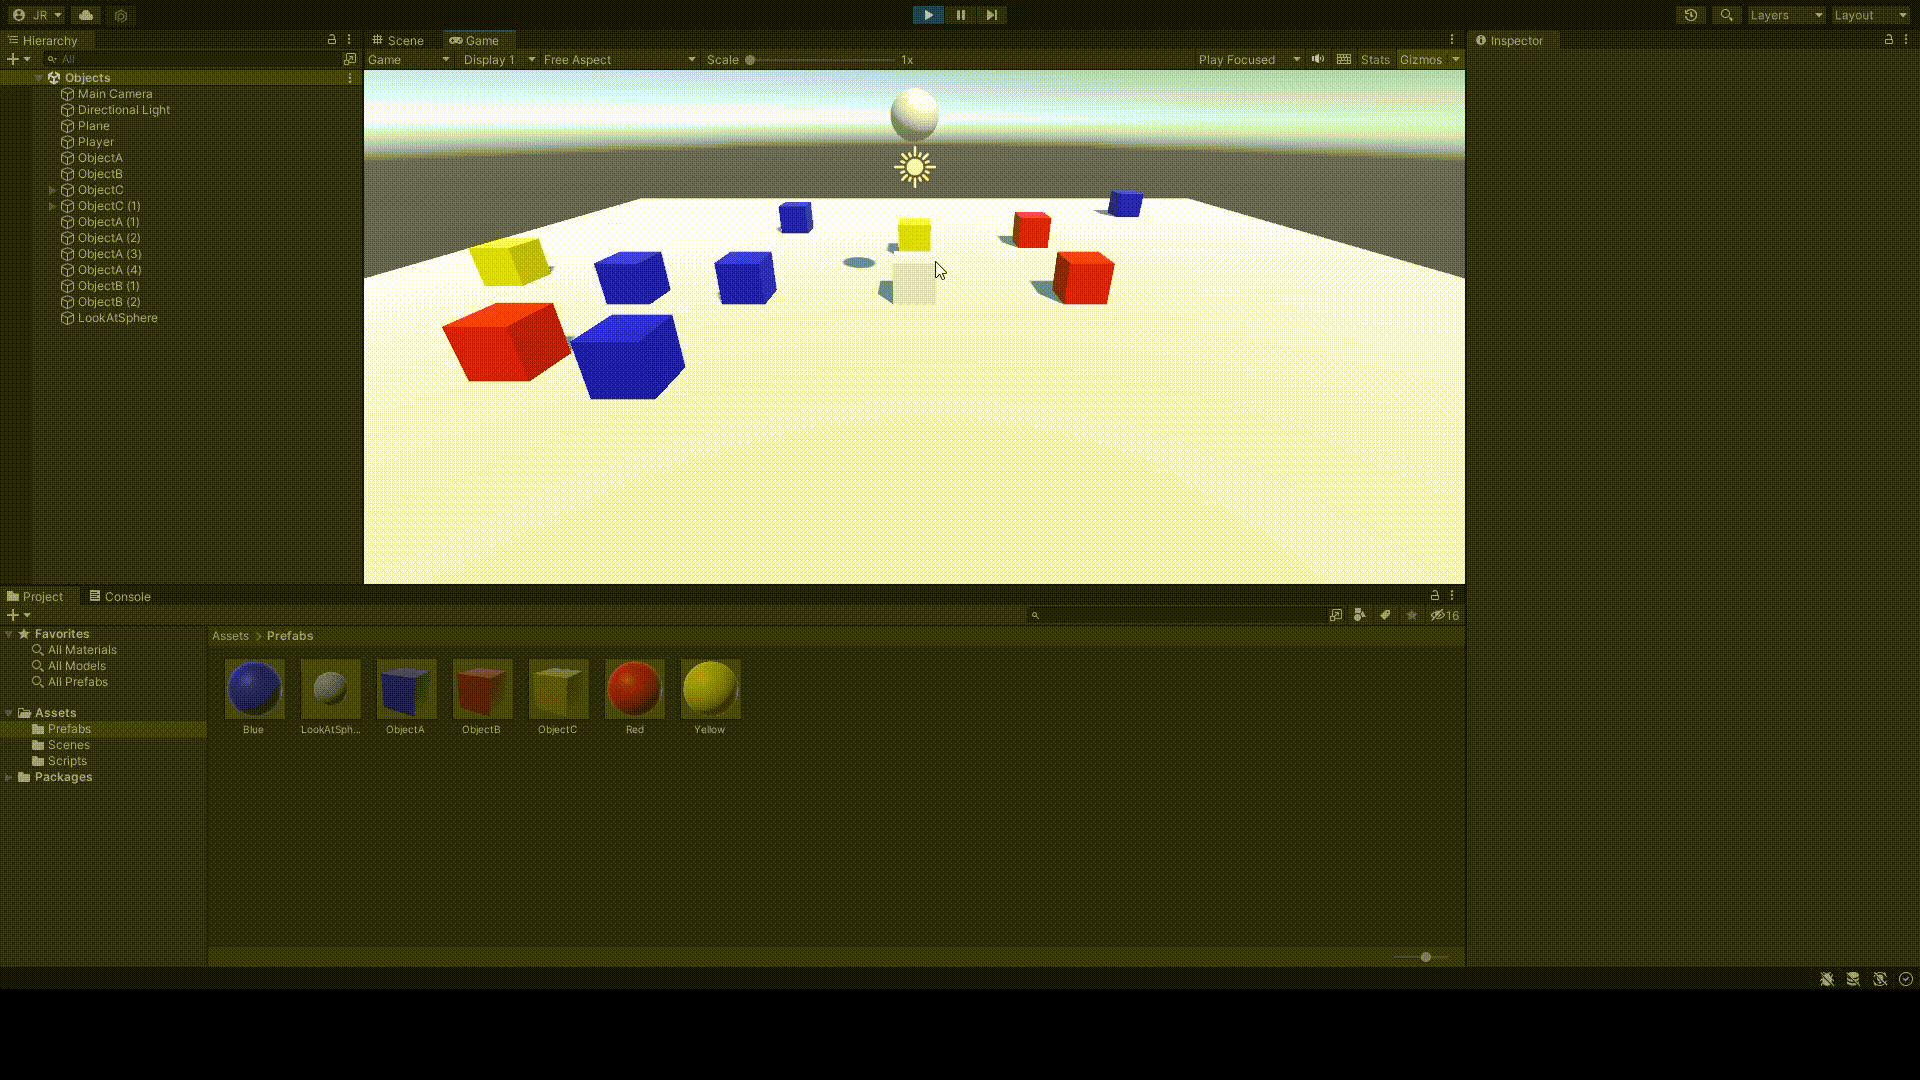 JR Layers Layout
Hierarchy
All
Objects
Main Camera
Directional Light
Plane
Player
ObjectA
ObjectB
ObjectC
ObjectC (1)
ObjectA (1)
ObjectA (2)
ObjectA (3)
ObjectA (4)
ObjectB (1)
ObjectB (2)
LookAtSphere
Scene Game
Game Display 1 Free Aspect Scale 1x Play Focused Stats Gizmos
Inspector
Project Console
16
Favorites
All Materials
All Models
All Prefabs
Assets
Prefabs
Scenes
Scripts
Packages
Assets > Prefabs
Blue LookAtSph... ObjectA ObjectB ObjectC Red Yellow